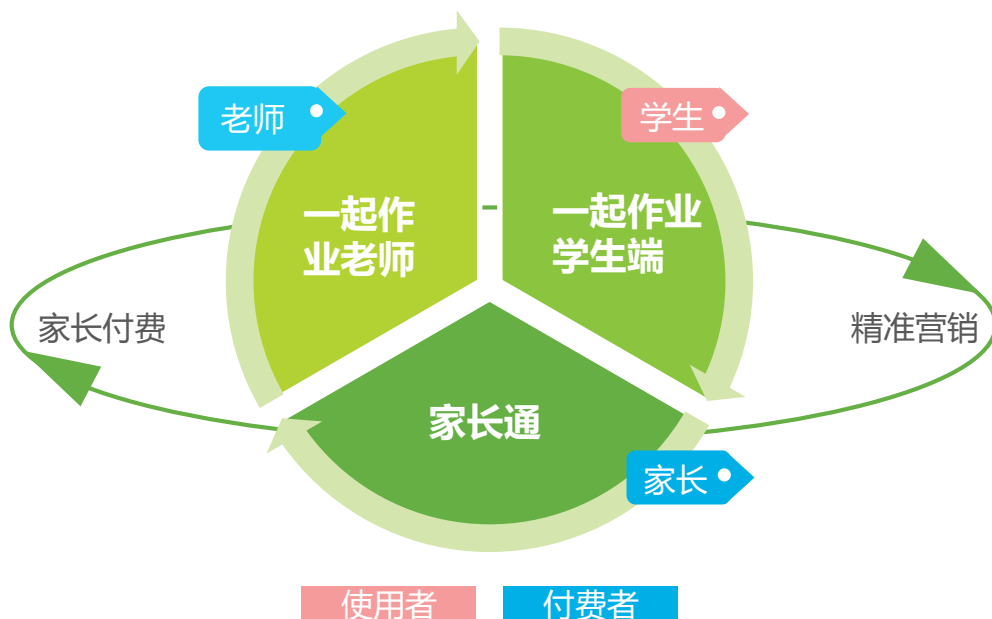 老师
学生
一起作
业老师
一起作业
学生端
家长付费
精准营销
家长通
家长
使用者
付费者